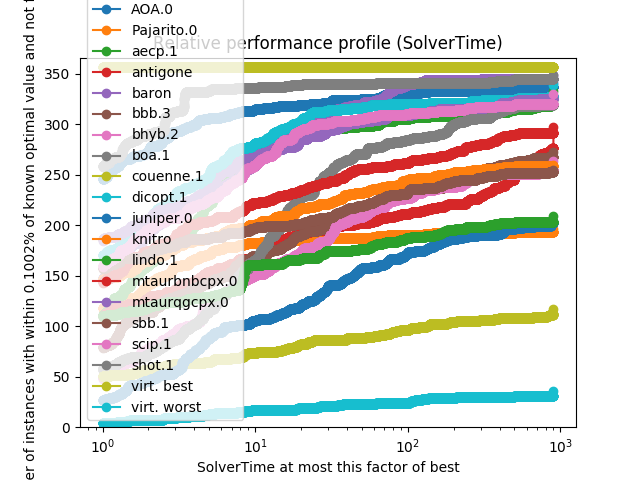 Relative performance profile (SolverTime)
er of instances with within 0.1002% of known optimal value and not
350
300
250
200
150
100
50
0
10^0
10^1
10^2
10^3
SolverTime at most this factor of best
AOA.0
Pajarito.0
aecp.1
antigone
baron
bbb.3
bhyb.2
boa.1
couenne.1
dicopt.1
juniper.0
knitro
lindo.1
mtaurbnbcpx.0
mtaurqgcpx.0
sbb.1
scip.1
shot.1
virt. best
virt. worst